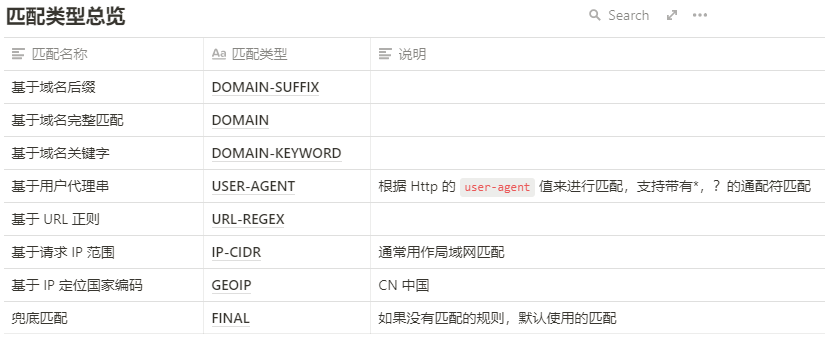 匹配类型总览
Search
匹配名称 Aa 匹配类型 说明
基于域名后缀 DOMAIN-SUFFIX
基于域名完整匹配 DOMAIN
基于域名关键字 DOMAIN-KEYWORD
基于用户代理串 USER-AGENT 根据 Http 的 user-agent 值来进行匹配，支持带有*，？的通配符匹配
基于 URL 正则 URL-REGEX
基于请求 IP 范围 IP-CIDR 通常用作局域网匹配
基于 IP 定位国家编码 GEOIP CN 中国
兜底匹配 FINAL 如果没有匹配的规则，默认使用的匹配